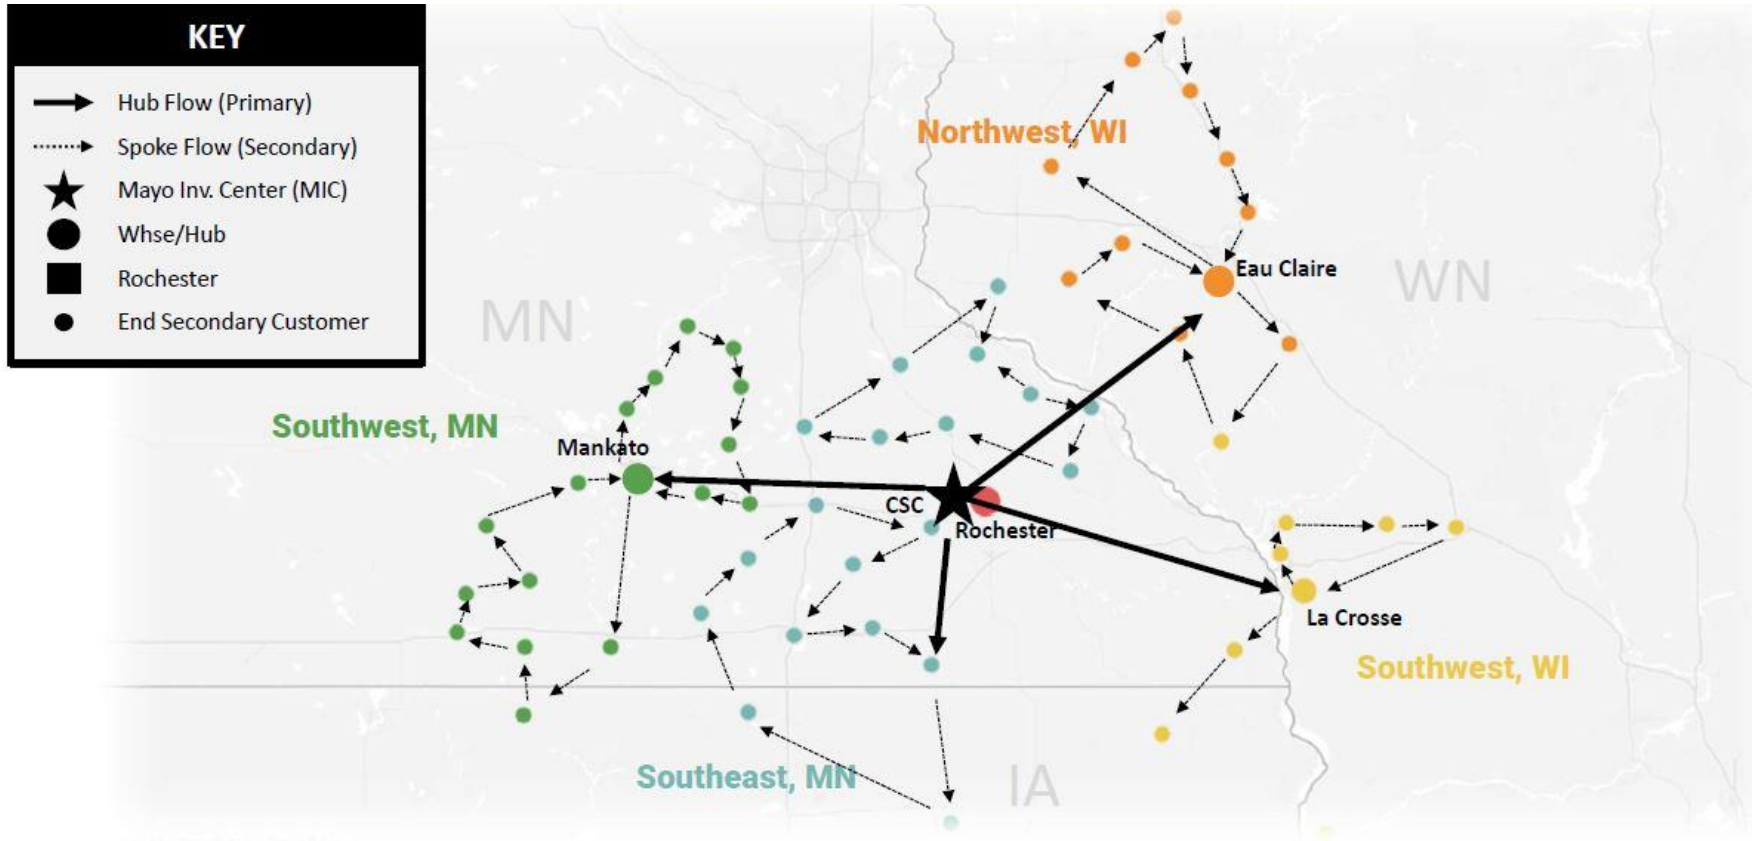 KEY
Hub Flow (Primary)
Spoke Flow (Secondary)
Mayo Inv. Center (MIC)
Whse/Hub
Rochester
End Secondary Customer
Northwest, WI
Eau Claire
WN
MN
Southwest, MN
Mankato
CSC
Rochester
La Crosse
Southwest, WI
Southeast, MN
IA